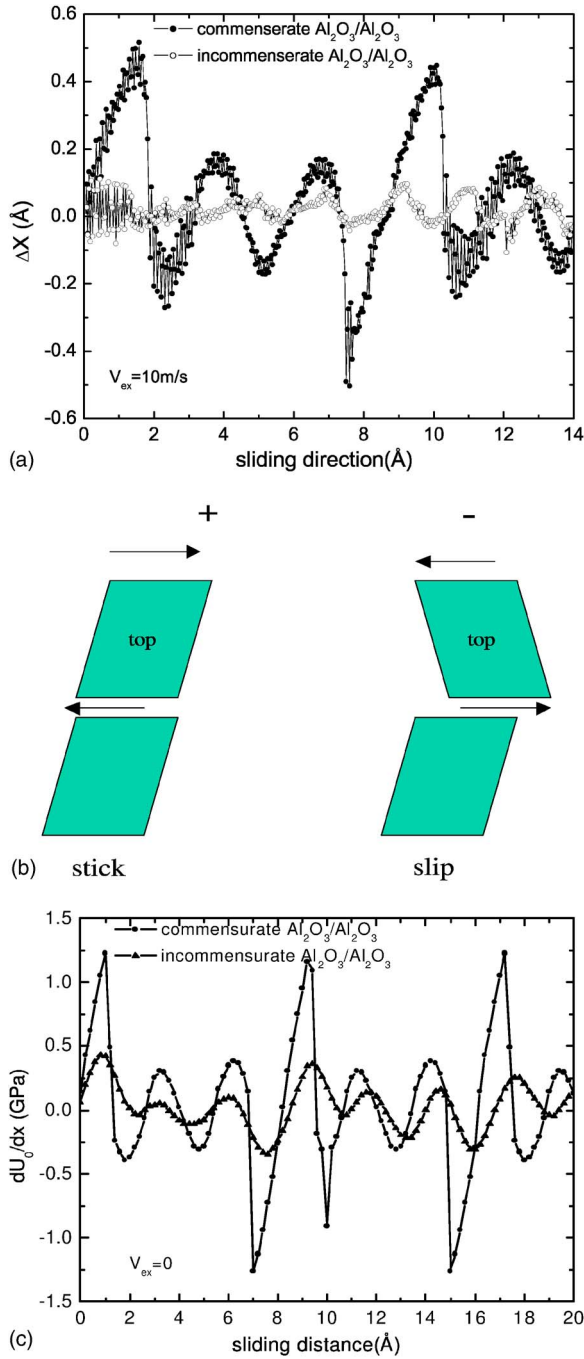 commenserate Al₂O₃/Al₂O₃
incommenserate Al₂O₃/Al₂O₃
0.6
0.4
0.2
0.0
-0.2
-0.4
-0.6
ΔX (Å)
V_ex=10m/s
0 2 4 6 8 10 12 14
sliding direction(Å)
(a)
+ -
top top
stick slip
(b)
commensurate Al₂O₃/Al₂O₃
incommensurate Al₂O₃/Al₂O₃
1.5
1.0
0.5
0.0
-0.5
-1.0
-1.5
dU₀/dx (GPa)
V_ex=0
0 2 4 6 8 10 12 14 16 18 20
sliding distance(Å)
(c)